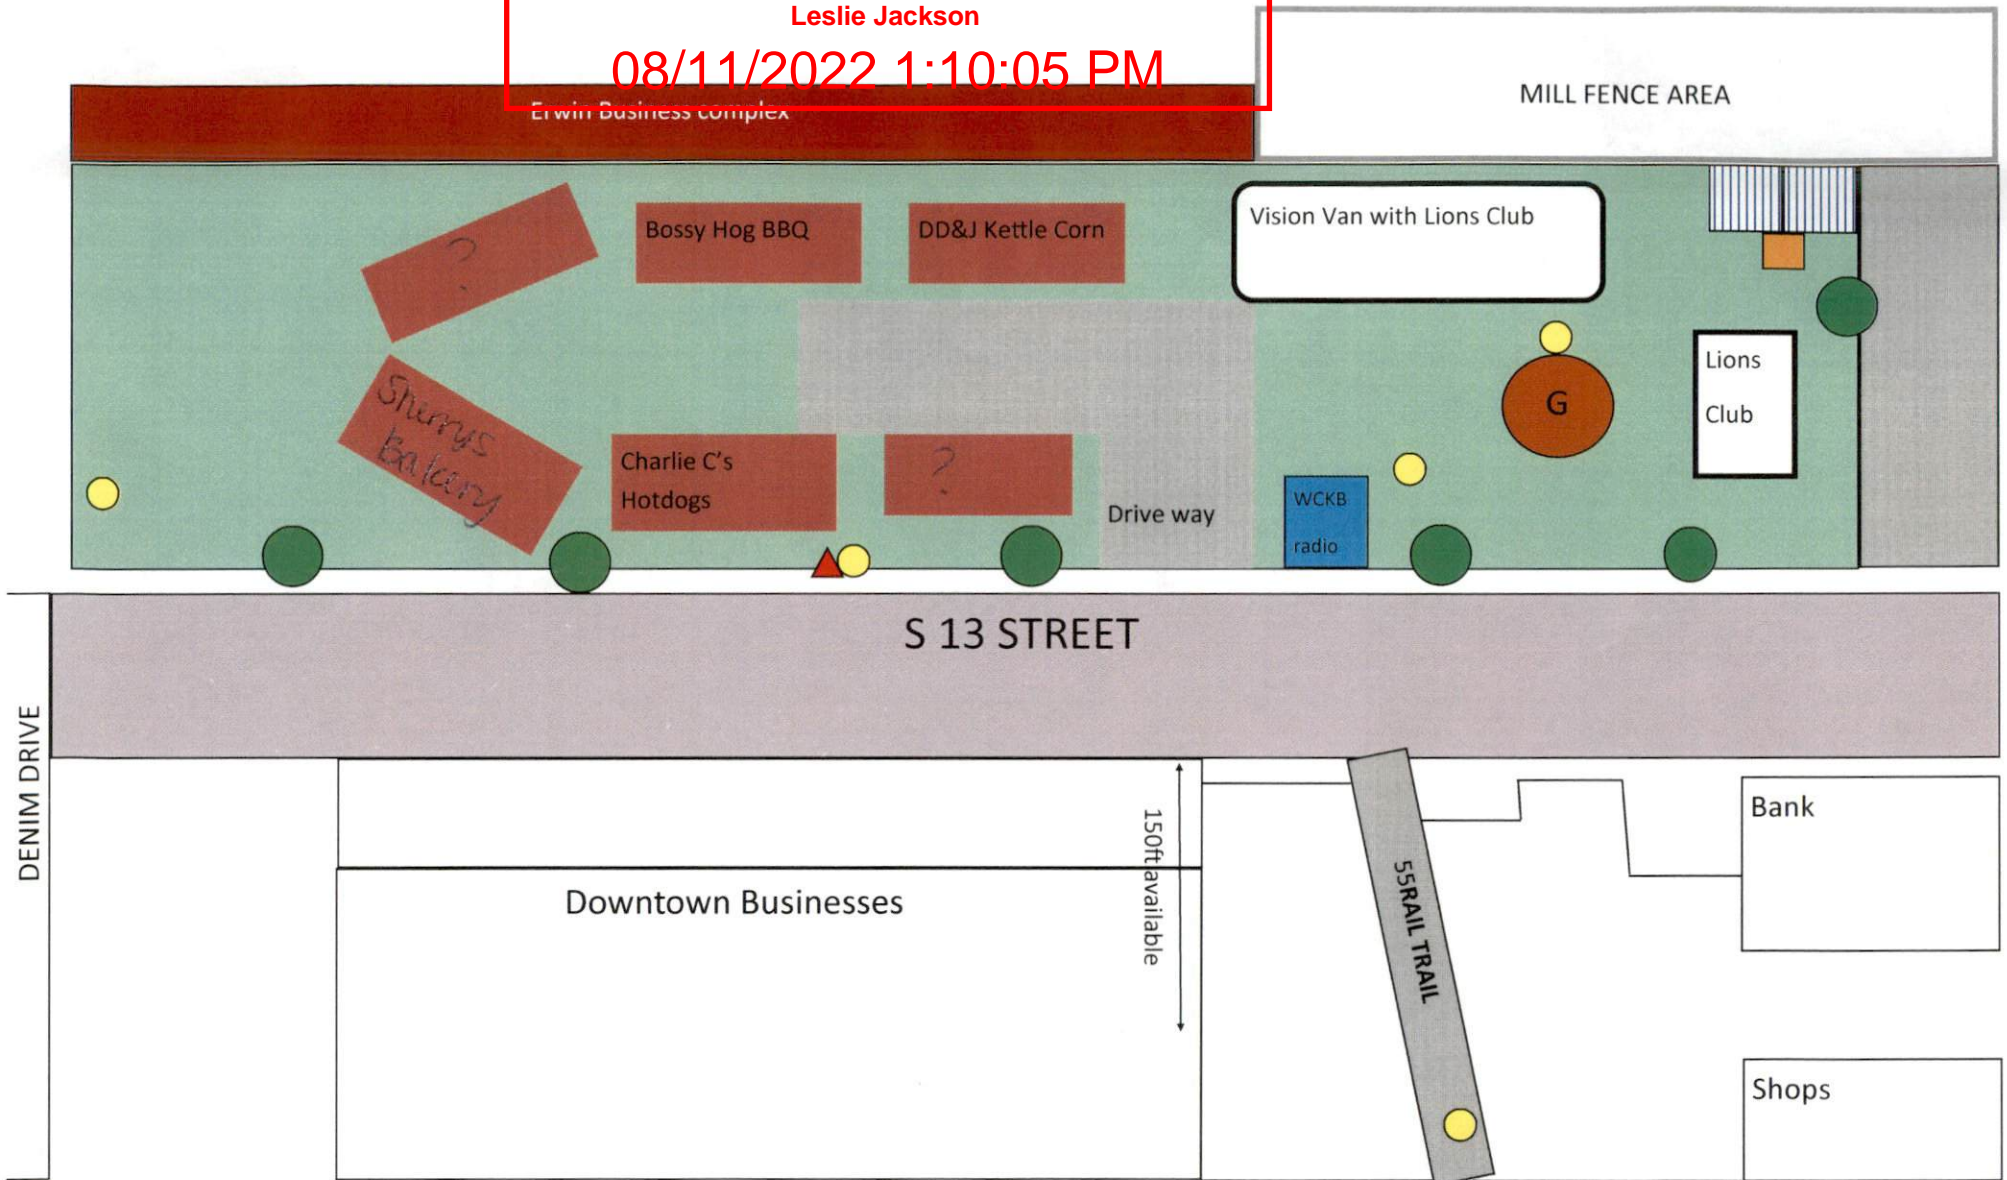 Leslie Jackson
08/11/2022 1:10:05 PM
Erwin Business complex
MILL FENCE AREA
?
Bossy Hog BBQ
DD&J Kettle Corn
Vision Van with Lions Club
Sherrys
Bakery
Charlie C's
Hotdogs
?
Drive way
WCKB
radio
G
Lions
Club
S 13 STREET
DENIM DRIVE
Downtown Businesses
150ft available
55RAIL TRAIL
Bank
Shops